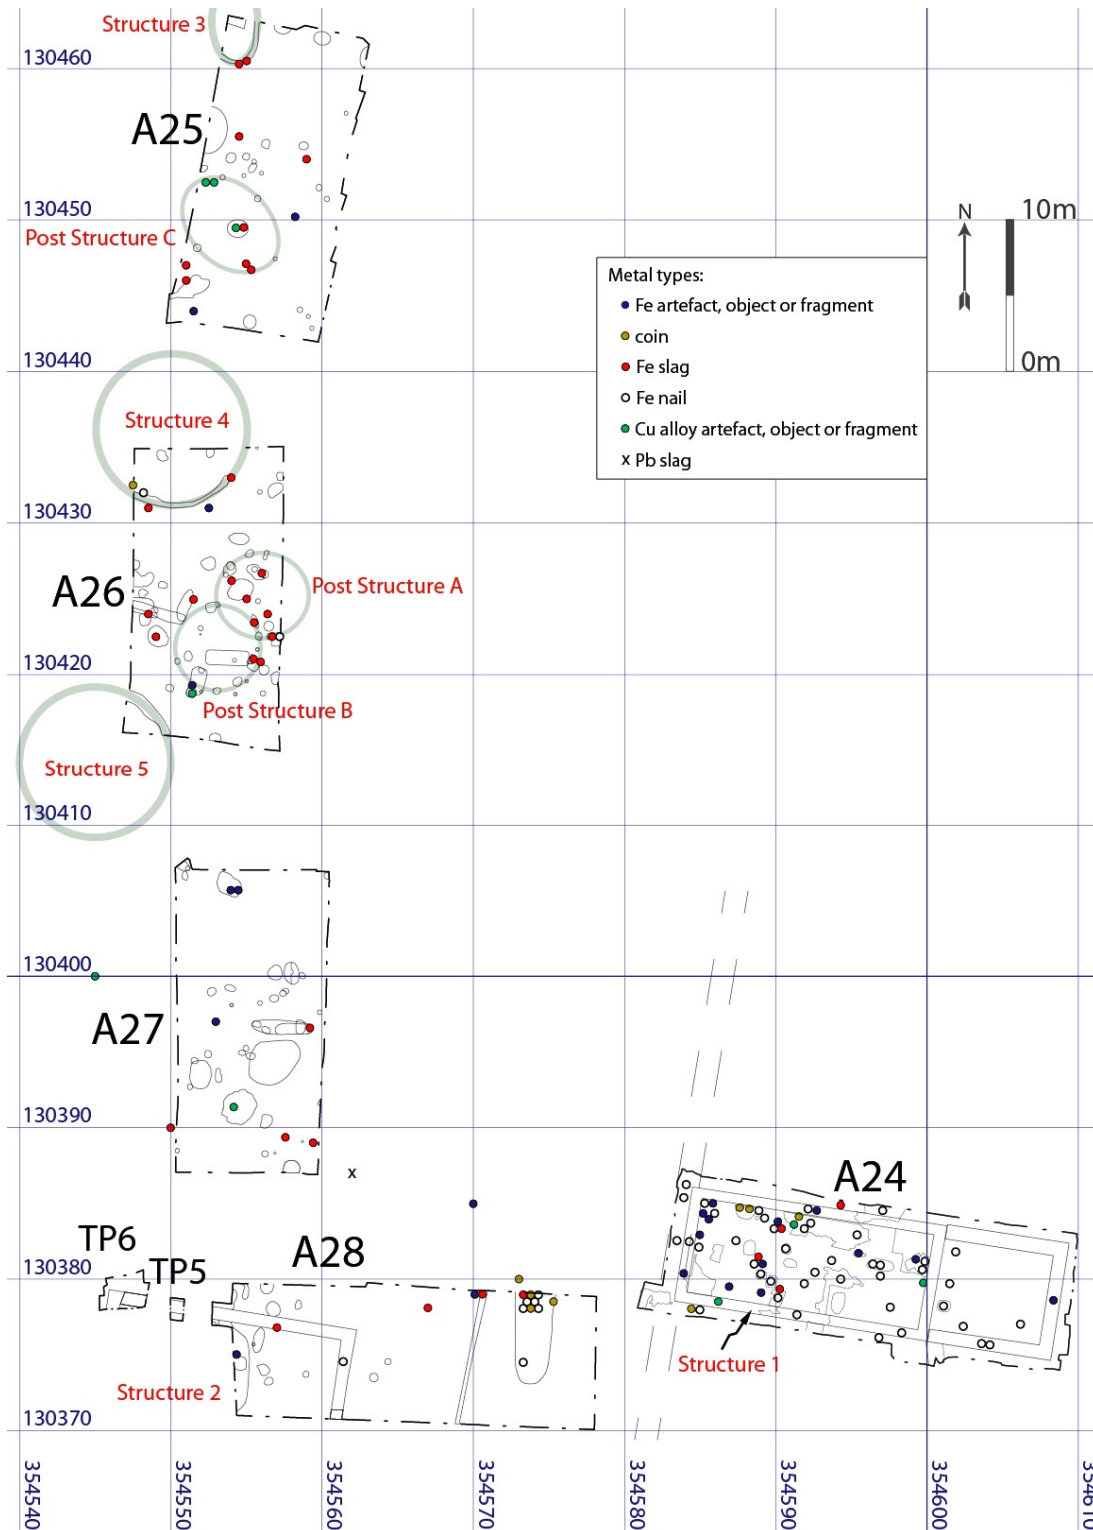 Structure 3
130460
A25
130450
Post Structure C
N
10m
0m
Metal types:
Fe artefact, object or fragment
coin
Fe slag
Fe nail
Cu alloy artefact, object or fragment
x Pb slag
130440
Structure 4
130430
A26
Post Structure A
130420
Post Structure B
Structure 5
130410
130400
A27
130390
x
A24
TP6
TP5
A28
130380
Structure 1
Structure 2
130370
354540
354550
354560
354570
354580
354590
354600
354610